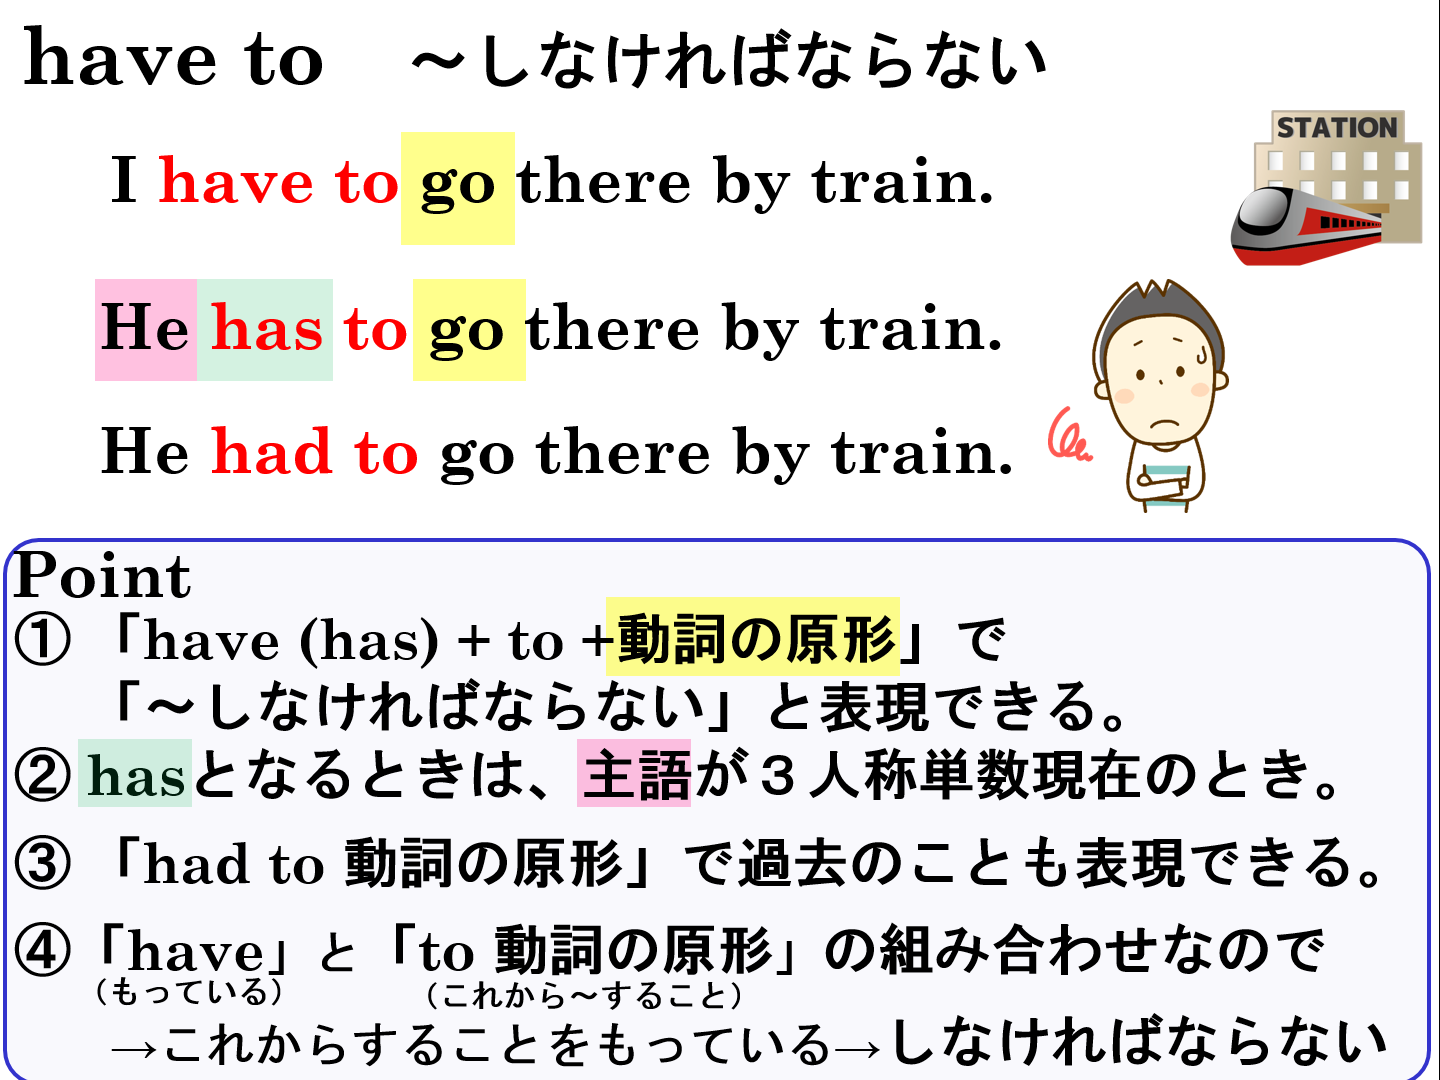 have to　～しなければならない
STATION
I have to go there by train.
He has to go there by train.
He had to go there by train.
Point
①「have (has) + to +動詞の原形」で
「～しなければならない」と表現できる。
②hasとなるときは、主語が３人称単数現在のとき。
③「had to 動詞の原形」で過去のことも表現できる。
④「have」と「to 動詞の原形」の組み合わせなので
（もっている）（これから～すること）
→これからすることをもっている→しなければならない